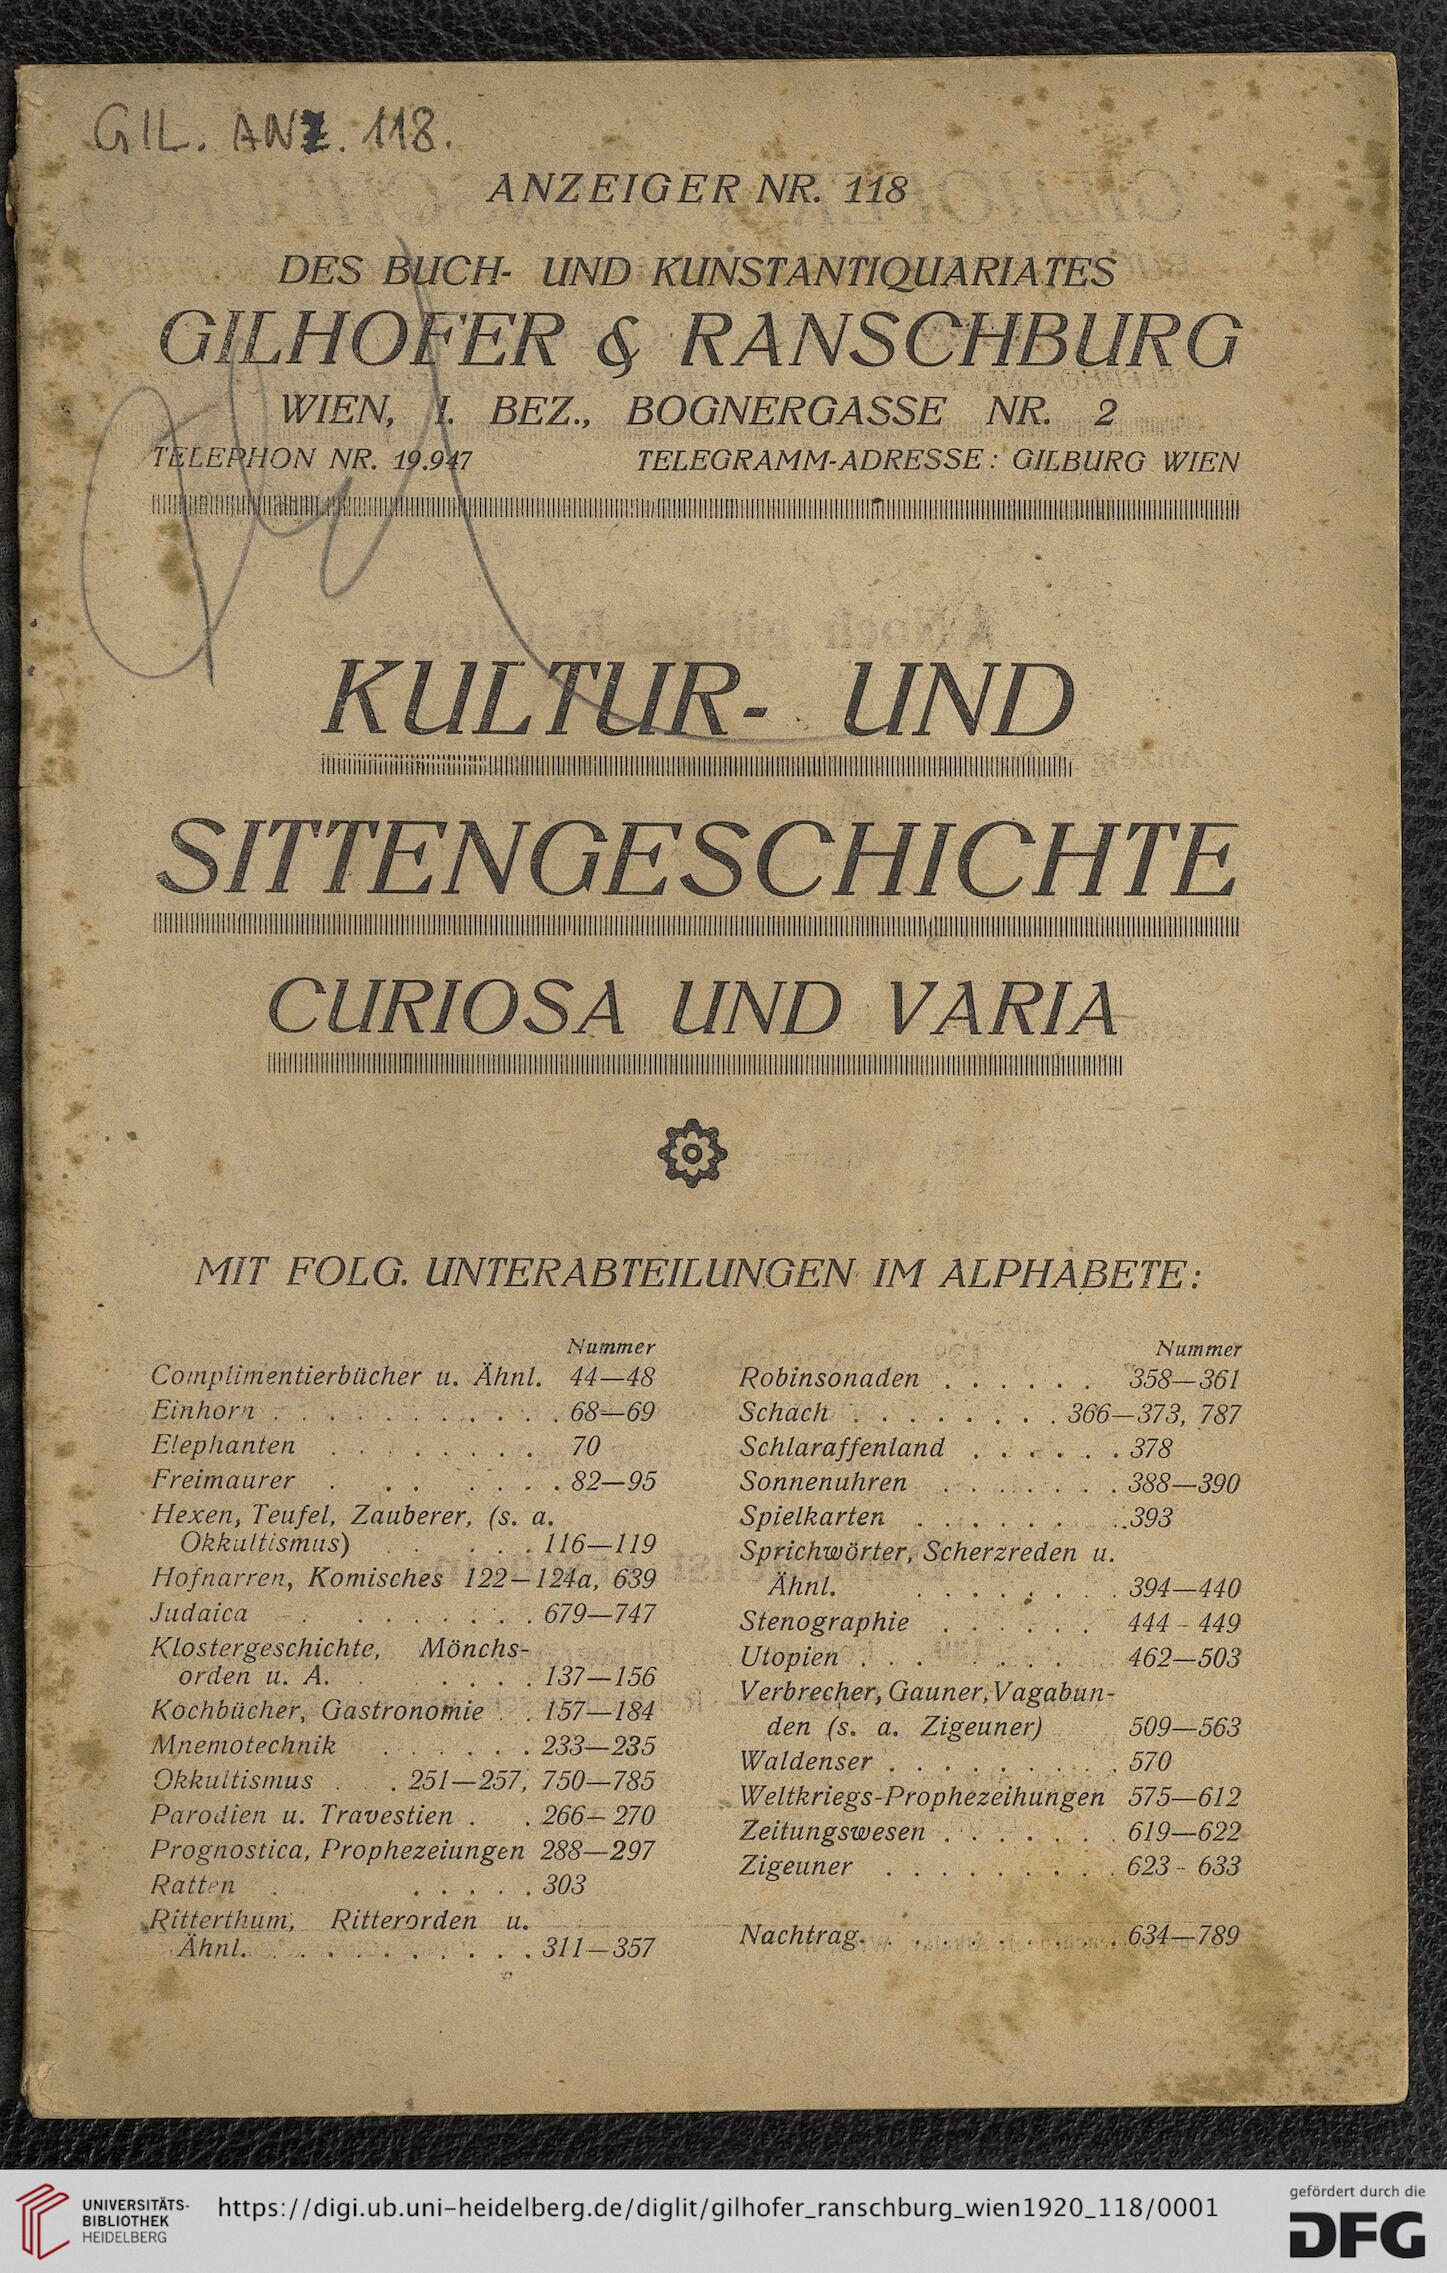 GIL. ANZ. 118.
ANZEIGER NR. 118
DES BUCH- UND KUNSTANTIQUARIATES
GILHOFER & RANSCHBURG
WIEN, I. BEZ., BOGNERGASSE NR. 2
TELEPHON NR. 19.947 TELEGRAMM-ADRESSE: GILBURG WIEN
KULTUR- UND
SITTENGESCHICHTE
CURIOSA UND VARIA
MIT FOLG. UNTERABTEILUNGEN IM ALPHABETE:
Nummer
Complimentierbücher u. Ähnl. 44—48
Einhorn . . . . . . . . . . . 68—69
Elephanten . . . . . . . . 70
Freimaurer . . . . . . . 82—95
Hexen, Teufel, Zauberer, (s. a.
Okkultismus) . . . . . 116—119
Hofnarren, Komisches 122—124a, 639
Judaica . . . . . . . . 679—747
Klostergeschichte, Mönchs-
orden u. A. . . . . . 137—156
Kochbücher, Gastronomie . . 157—184
Mnemotechnik . . . . . . 233—235
Okkultismus . . 251—257, 750—785
Parodien u. Travestien . . 266—270
Prognostica, Prophezeiungen 288—297
Ratten . . . . . . 303
Ritterthum, Ritterorden u.
Ähnl. . . . . . . . . . . 311—357
Nummer
Robinsonaden . . . . . . 358—361
Schach . . . . . . . . 366—373, 787
Schlaraffenland . . . . . . 378
Sonnenuhren . . . . . . . 388—390
Spielkarten . . . . . . . . 393
Sprichwörter, Scherzreden u.
Ähnl. . . . . . . . . 394—440
Stenographie . . . . . . 444 - 449
Utopien . . . . . . . 462—503
Verbrecher, Gauner, Vagabun-
den (s. a. Zigeuner) 509—563
Waldenser . . . . . . . . . 570
Weltkriegs-Prophezeihungen 575—612
Zeitungswesen . . . . . . . 619—622
Zigeuner . . . . . . . . . 623 - 633
Nachtrag. . . . . . . . . . 634—789
UNIVERSITÄTS-
BIBLIOTHEK
HEIDELBERG
https://digi.ub.uni-heidelberg.de/diglit/gilhofer_ranschburg_wien1920_118/0001
gefördert durch die
DFG